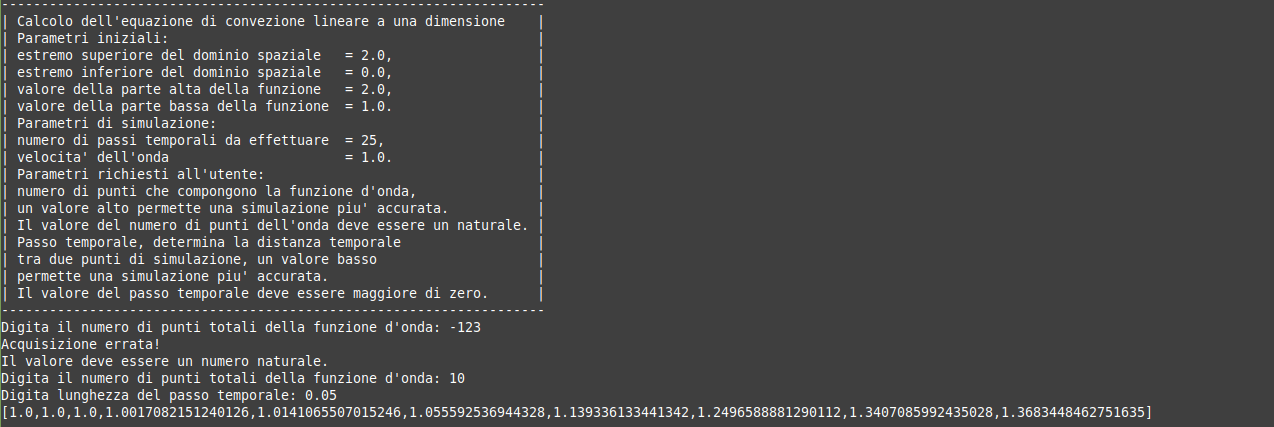 --------------------------------------------------------------------
| Calcolo dell'equazione di convezione lineare a una dimensione    |
| Parametri iniziali:                                              |
| estremo superiore del dominio spaziale   = 2.0,                  |
| estremo inferiore del dominio spaziale   = 0.0,                  |
| valore della parte alta della funzione   = 2.0,                  |
| valore della parte bassa della funzione  = 1.0.                  |
| Parametri di simulazione:                                        |
| numero di passi temporali da effettuare  = 25,                   |
| velocita' dell'onda                      = 1.0.                  |
| Parametri richiesti all'utente:                                  |
| numero di punti che compongono la funzione d'onda,               |
| un valore alto permette una simulazione piu' accurata.           |
| Il valore del numero di punti dell'onda deve essere un naturale. |
| Passo temporale, determina la distanza temporale                 |
| tra due punti di simulazione, un valore basso                    |
| permette una simulazione piu' accurata.                          |
| Il valore del passo temporale deve essere maggiore di zero.      |
--------------------------------------------------------------------
Digita il numero di punti totali della funzione d'onda: -123
Acquisizione errata!
Il valore deve essere un numero naturale.
Digita il numero di punti totali della funzione d'onda: 10
Digita lunghezza del passo temporale: 0.05
[1.0,1.0,1.0,1.0017082151240126,1.0141065507015246,1.055592536944328,1.139336133441342,1.2496588881290112,1.3407085992435028,1.3683448462751635]